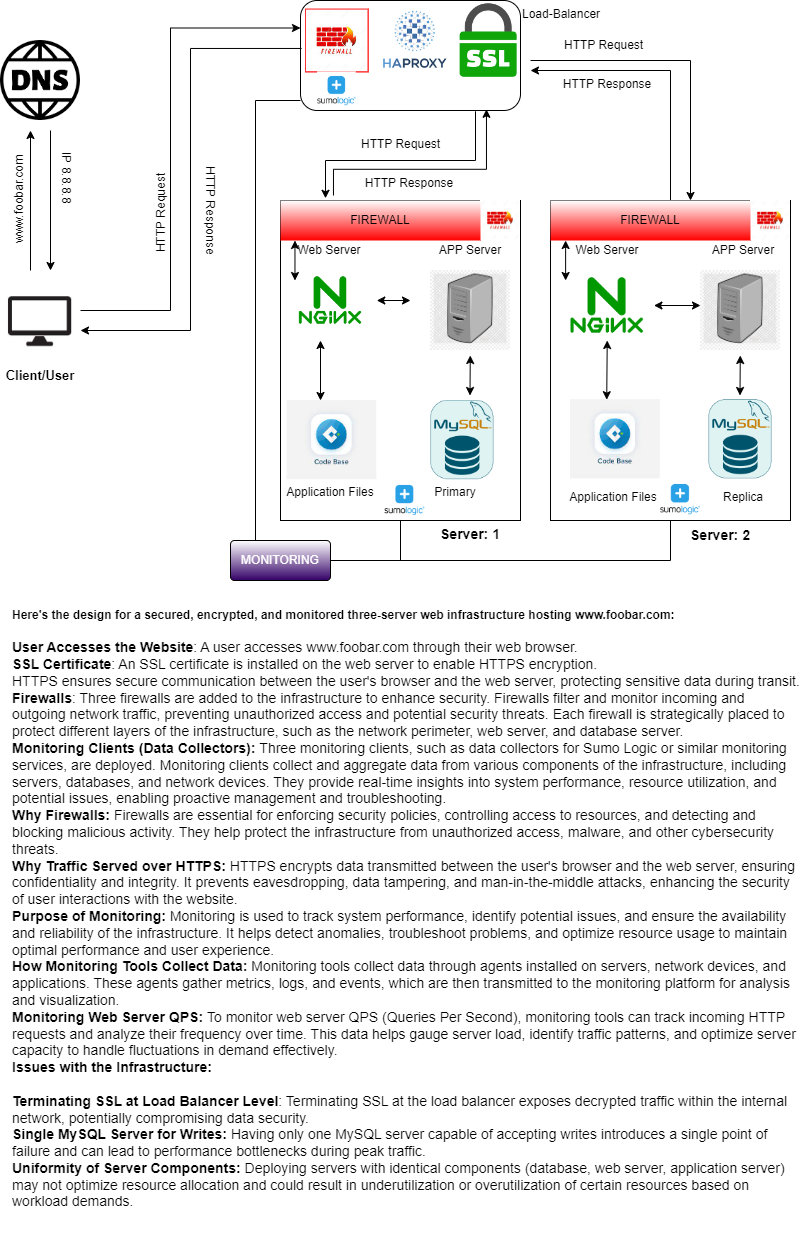 Load-Balancer
FIREWALL
HAPROXY
SSL
sumologic
DNS
HTTP Request
HTTP Response
www.foobar.com
IP 8.8.8.8
HTTP Request
HTTP Response
HTTP Request
HTTP Response
Client/User
FIREWALL
FIREWALL
Web Server
APP Server
NGiNX
Code Base
MySQL
Application Files
Primary
sumologic
Server: 1
FIREWALL
FIREWALL
Web Server
APP Server
NGiNX
Code Base
MySQL
Application Files
Replica
sumologic
Server: 2
MONITORING
Here's the design for a secured, encrypted, and monitored three-server web infrastructure hosting www.foobar.com:
User Accesses the Website: A user accesses www.foobar.com through their web browser.
SSL Certificate: An SSL certificate is installed on the web server to enable HTTPS encryption.
HTTPS ensures secure communication between the user's browser and the web server, protecting sensitive data during transit.
Firewalls: Three firewalls are added to the infrastructure to enhance security. Firewalls filter and monitor incoming and
outgoing network traffic, preventing unauthorized access and potential security threats. Each firewall is strategically placed to
protect different layers of the infrastructure, such as the network perimeter, web server, and database server.
Monitoring Clients (Data Collectors): Three monitoring clients, such as data collectors for Sumo Logic or similar monitoring
services, are deployed. Monitoring clients collect and aggregate data from various components of the infrastructure, including
servers, databases, and network devices. They provide real-time insights into system performance, resource utilization, and
potential issues, enabling proactive management and troubleshooting.
Why Firewalls: Firewalls are essential for enforcing security policies, controlling access to resources, and detecting and
blocking malicious activity. They help protect the infrastructure from unauthorized access, malware, and other cybersecurity
threats.
Why Traffic Served over HTTPS: HTTPS encrypts data transmitted between the user's browser and the web server, ensuring
confidentiality and integrity. It prevents eavesdropping, data tampering, and man-in-the-middle attacks, enhancing the security
of user interactions with the website.
Purpose of Monitoring: Monitoring is used to track system performance, identify potential issues, and ensure the availability
and reliability of the infrastructure. It helps detect anomalies, troubleshoot problems, and optimize resource usage to maintain
optimal performance and user experience.
How Monitoring Tools Collect Data: Monitoring tools collect data through agents installed on servers, network devices, and
applications. These agents gather metrics, logs, and events, which are then transmitted to the monitoring platform for analysis
and visualization.
Monitoring Web Server QPS: To monitor web server QPS (Queries Per Second), monitoring tools can track incoming HTTP
requests and analyze their frequency over time. This data helps gauge server load, identify traffic patterns, and optimize server
capacity to handle fluctuations in demand effectively.
Issues with the Infrastructure:
Terminating SSL at Load Balancer Level: Terminating SSL at the load balancer exposes decrypted traffic within the internal
network, potentially compromising data security.
Single MySQL Server for Writes: Having only one MySQL server capable of accepting writes introduces a single point of
failure and can lead to performance bottlenecks during peak traffic.
Uniformity of Server Components: Deploying servers with identical components (database, web server, application server)
may not optimize resource allocation and could result in underutilization or overutilization of certain resources based on
workload demands.